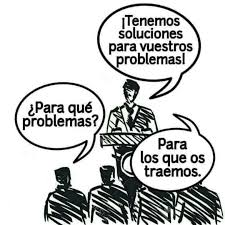 ¡Tenemos
soluciones
para vuestros
problemas!
¿Para qué
problemas?
Para
los que os
traemos.